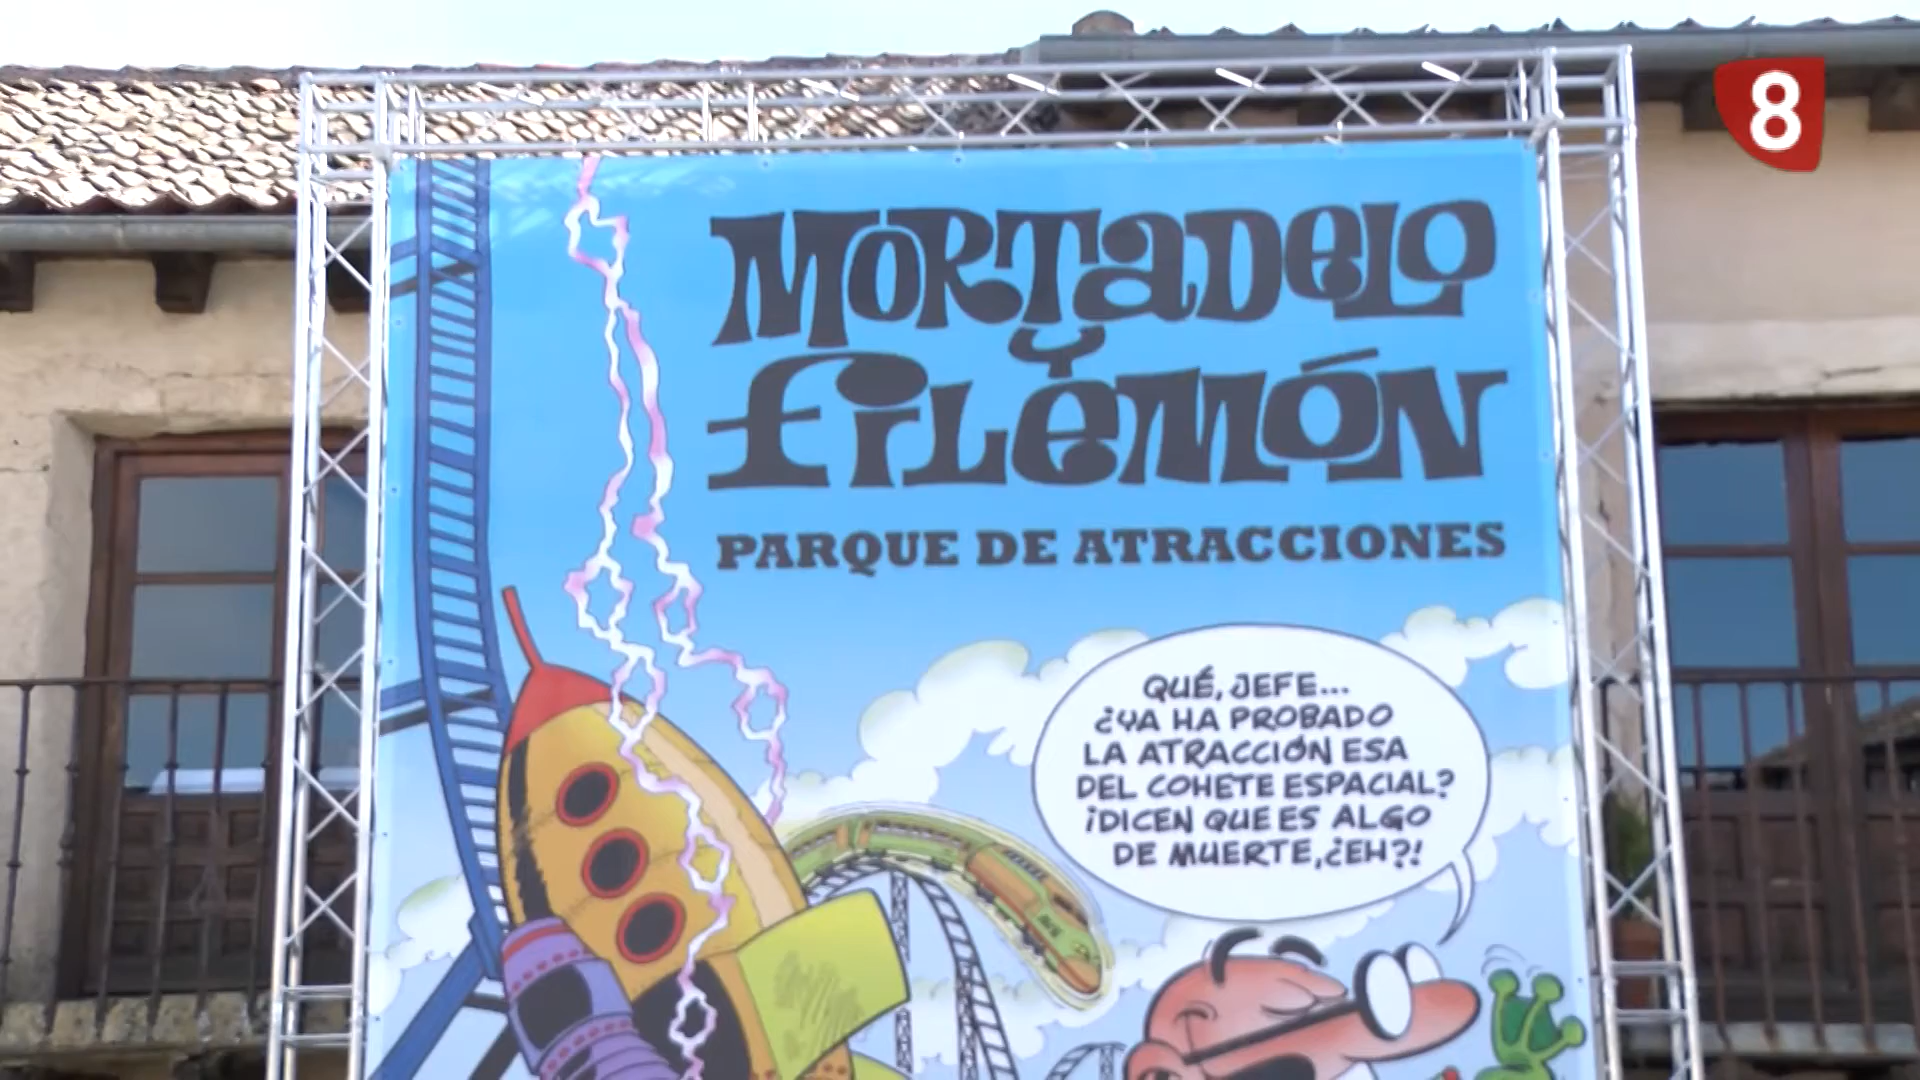 8
MORTADELO
Y
FILEMÓN
PARQUE DE ATRACCIONES
QUÉ, JEFE...
¿YA HA PROBADO
LA ATRACCIÓN ESA
DEL COHETE ESPACIAL?
¡DICEN QUE ES ALGO
DE MUERTE, ¿EH?!